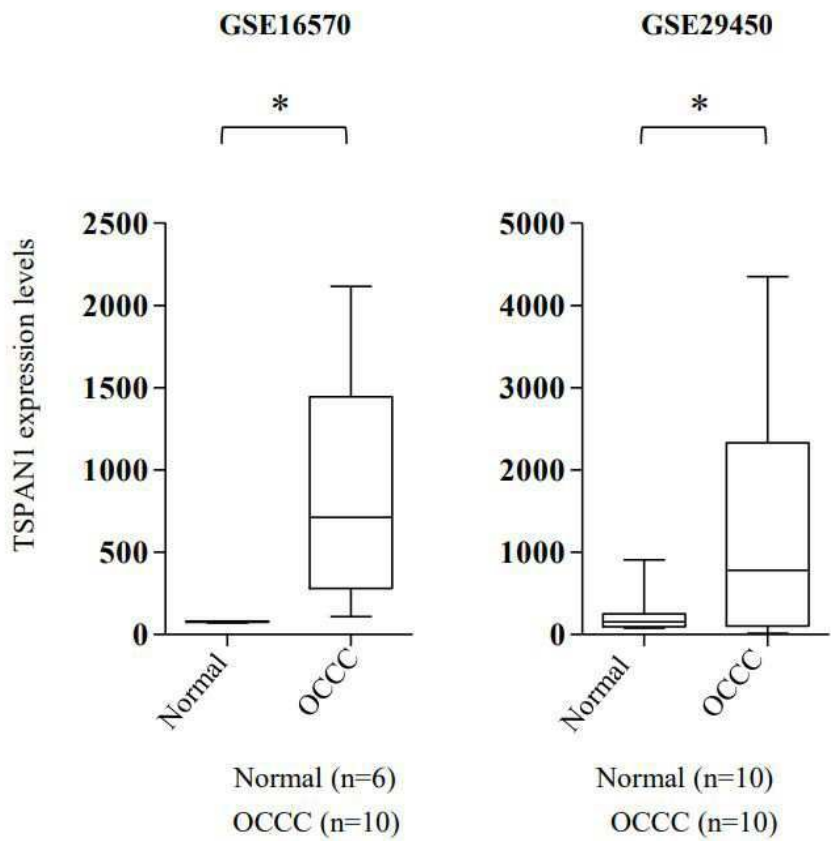 GSE16570
*
TSPAN1 expression levels
2500
2000
1500
1000
500
0
Normal
OCCC
Normal (n=6)
OCCC (n=10)
GSE29450
*
5000
4000
3000
2000
1000
0
Normal
OCCC
Normal (n=10)
OCCC (n=10)